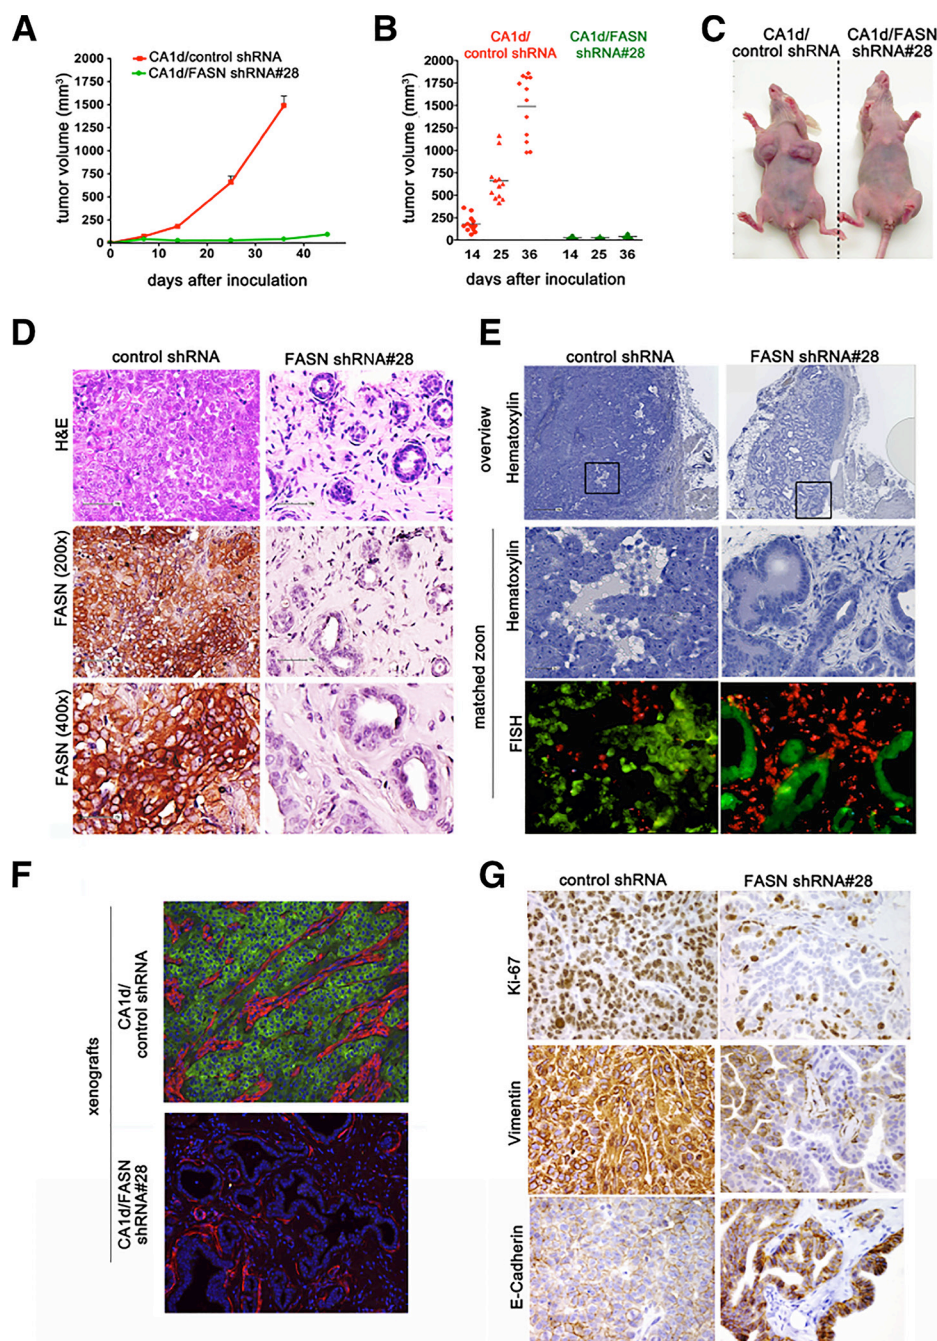 A
CA1d/control shRNA
CA1d/FASN shRNA#28
tumor volume (mm³)
2000
1750
1500
1250
1000
750
500
250
0
0
10
20
30
40
days after inoculation
B
CA1d/
control shRNA
CA1d/FASN
shRNA#28
tumor volume (mm³)
2000
1750
1500
1250
1000
750
500
250
0
14
25
36
14
25
36
days after inoculation
C
CA1d/
control shRNA
CA1d/FASN
shRNA#28
D
control shRNA
FASN shRNA#28
H&E
FASN (200x)
FASN (400x)
E
control shRNA
FASN shRNA#28
overview
Hematoxylin
matched zoon
Hematoxylin
FISH
F
xenografts
CA1d/
control shRNA
CA1d/FASN
shRNA#28
G
control shRNA
FASN shRNA#28
Ki-67
Vimentin
E-Cadherin